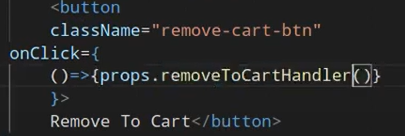 <button
className="remove-cart-btn"
onClick={
()=>{props.removeToCartHandler()}
}>
Remove To Cart</button>